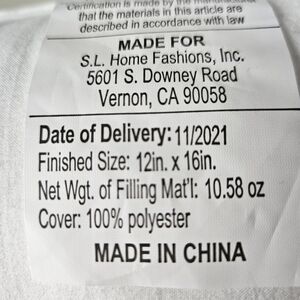 Certification is made by the manufacturer
that the materials in this article are
described in accordance with law
MADE FOR
S.L. Home Fashions, Inc.
5601 S. Downey Road
Vernon, CA 90058
Date of Delivery: 11/2021
Finished Size: 12in. x 16in.
Net Wgt. of Filling Mat'l: 10.58 oz
Cover: 100% polyester
MADE IN CHINA